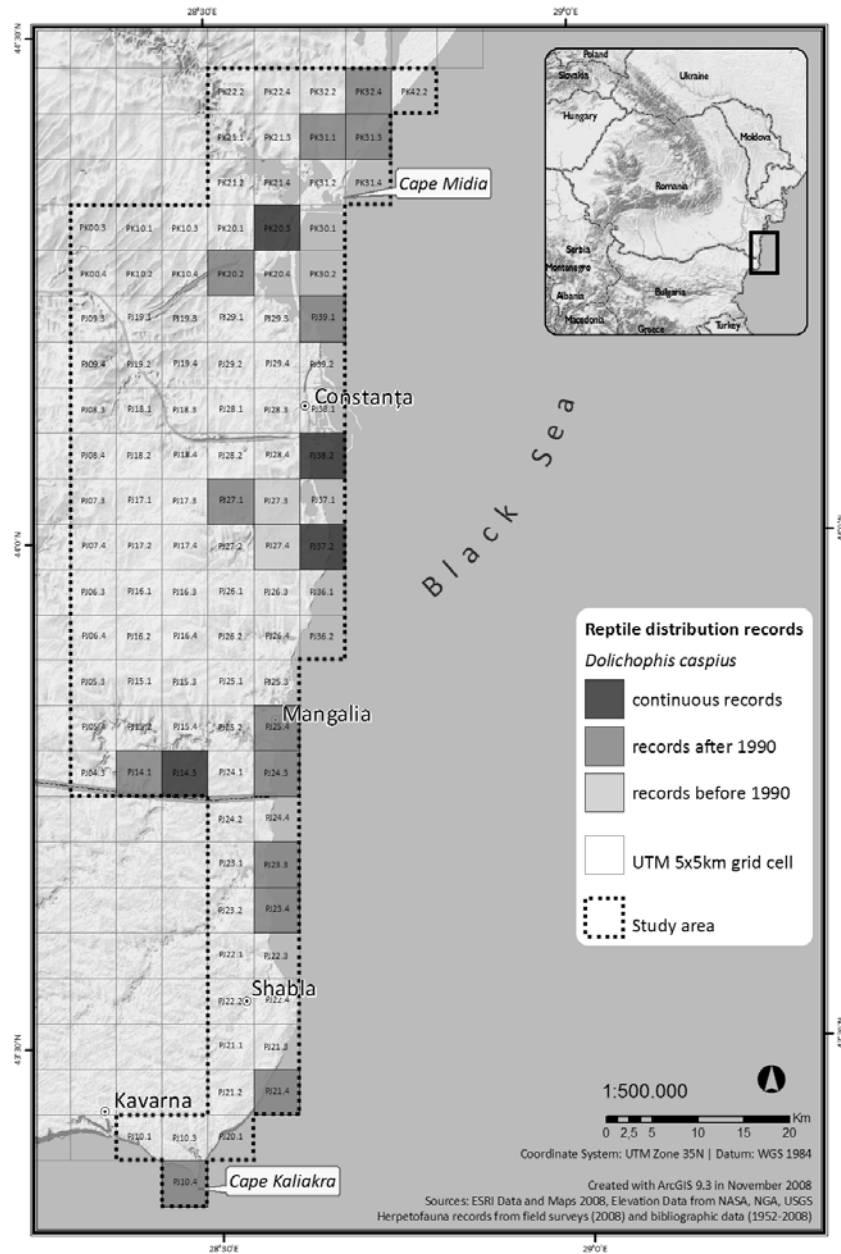 28°30'E 29°0'E
44°30'N
PK22.2 PK22.4 PK32.2 PK32.4 PK42.2
PK21.1 PK21.3 PK31.1 PK31.3
PK21.2 PK21.4 PK31.2 PK31.4
Cape Midia
PK00.3 PK10.1 PK10.3 PK20.1 PK20.3 PK30.1
PK00.4 PK10.2 PK10.4 PK20.2 PK20.4 PK30.2
PJ09.3 PJ19.1 PJ19.3 PJ29.1 PJ29.3 PJ39.1
PJ09.4 PJ19.2 PJ19.4 PJ29.2 PJ29.4 PJ39.2
Constanța
PJ08.3 PJ18.1 PJ18.3 PJ28.1 PJ28.3 PJ38.1
PJ08.4 PJ18.2 PJ18.4 PJ28.2 PJ28.4 PJ38.2
PJ07.3 PJ17.1 PJ17.3 PJ27.1 PJ27.3 PJ37.1
44°0'N
PJ07.4 PJ17.2 PJ17.4 PJ27.2 PJ27.4 PJ37.2
PJ06.3 PJ16.1 PJ16.3 PJ26.1 PJ26.3 PJ36.1
PJ06.4 PJ16.2 PJ16.4 PJ26.2 PJ26.4 PJ36.2
PJ05.3 PJ15.1 PJ15.3 PJ25.1 PJ25.3
Mangalia
PJ05.4 PJ15.2 PJ15.4 PJ25.2 PJ25.4
PJ04.3 PJ14.1 PJ14.3 PJ24.1 PJ24.3
PJ24.2 PJ24.4
PJ23.1 PJ23.3
PJ23.2 PJ23.4
PJ22.1 PJ22.3
Shabla
PJ22.2 PJ22.4
PJ21.1 PJ21.3
43°30'N
PJ21.2 PJ21.4
Kavarna
PJ10.1 PJ10.3 PJ20.1
PJ10.4
Cape Kaliakra
28°30'E 29°0'E
Black Sea
Poland
Slovakia
Ukraine
Hungary
Moldova
Romania
Serbia
Montenegro
Bulgaria
Albania
Macedonia
Greece
Turkey
Reptile distribution records
Dolichophis caspius
continuous records
records after 1990
records before 1990
UTM 5x5km grid cell
Study area
1:500.000
Km
0 2,5 5 10 15 20
Coordinate System: UTM Zone 35N | Datum: WGS 1984
Created with ArcGIS 9.3 in November 2008
Sources: ESRI Data and Maps 2008, Elevation Data from NASA, NGA, USGS
Herpetofauna records from field surveys (2008) and bibliographic data (1952-2008)